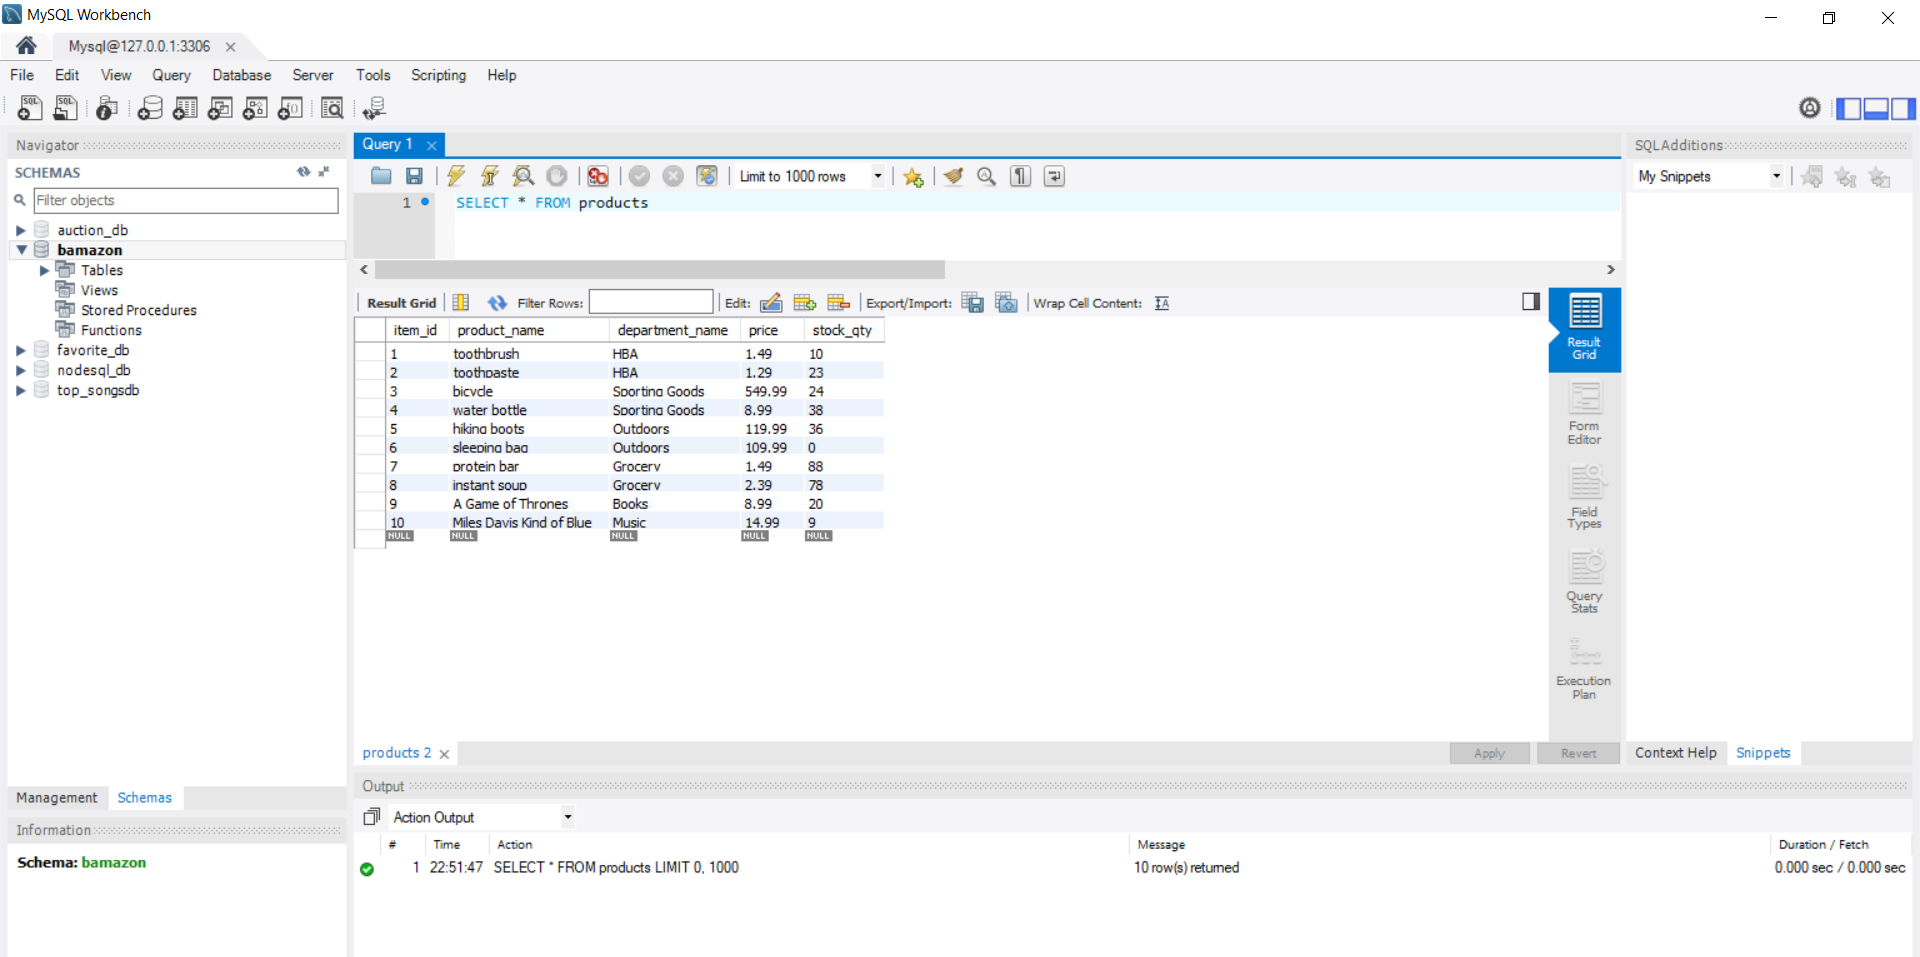 MySQL Workbench
Mysql@127.0.0.1:3306
File Edit View Query Database Server Tools Scripting Help
Navigator
SCHEMAS
Filter objects
auction_db
bamazon
Tables
Views
Stored Procedures
Functions
favorite_db
nodesql_db
top_songsdb
Management Schemas
Information
Schema: bamazon
Query 1
Limit to 1000 rows
1 SELECT * FROM products
Result Grid Filter Rows: Edit: Export/Import: Wrap Cell Content:
item_id product_name department_name price stock_qty
1 toothbrush HBA 1.49 10
2 toothpaste HBA 1.29 23
3 bicycle Sporting Goods 549.99 24
4 water bottle Sporting Goods 8.99 38
5 hiking boots Outdoors 119.99 36
6 sleeping bag Outdoors 109.99 0
7 protein bar Grocery 1.49 88
8 instant soup Grocery 2.39 78
9 A Game of Thrones Books 8.99 20
10 Miles Davis Kind of Blue Music 14.99 9
NULL NULL NULL NULL NULL
Result
Grid
Form
Editor
Field
Types
Query
Stats
Execution
Plan
products 2
Apply Revert
SQLAdditions
My Snippets
Context Help Snippets
Output
Action Output
# Time Action Message Duration / Fetch
1 22:51:47 SELECT * FROM products LIMIT 0, 1000 10 row(s) returned 0.000 sec / 0.000 sec